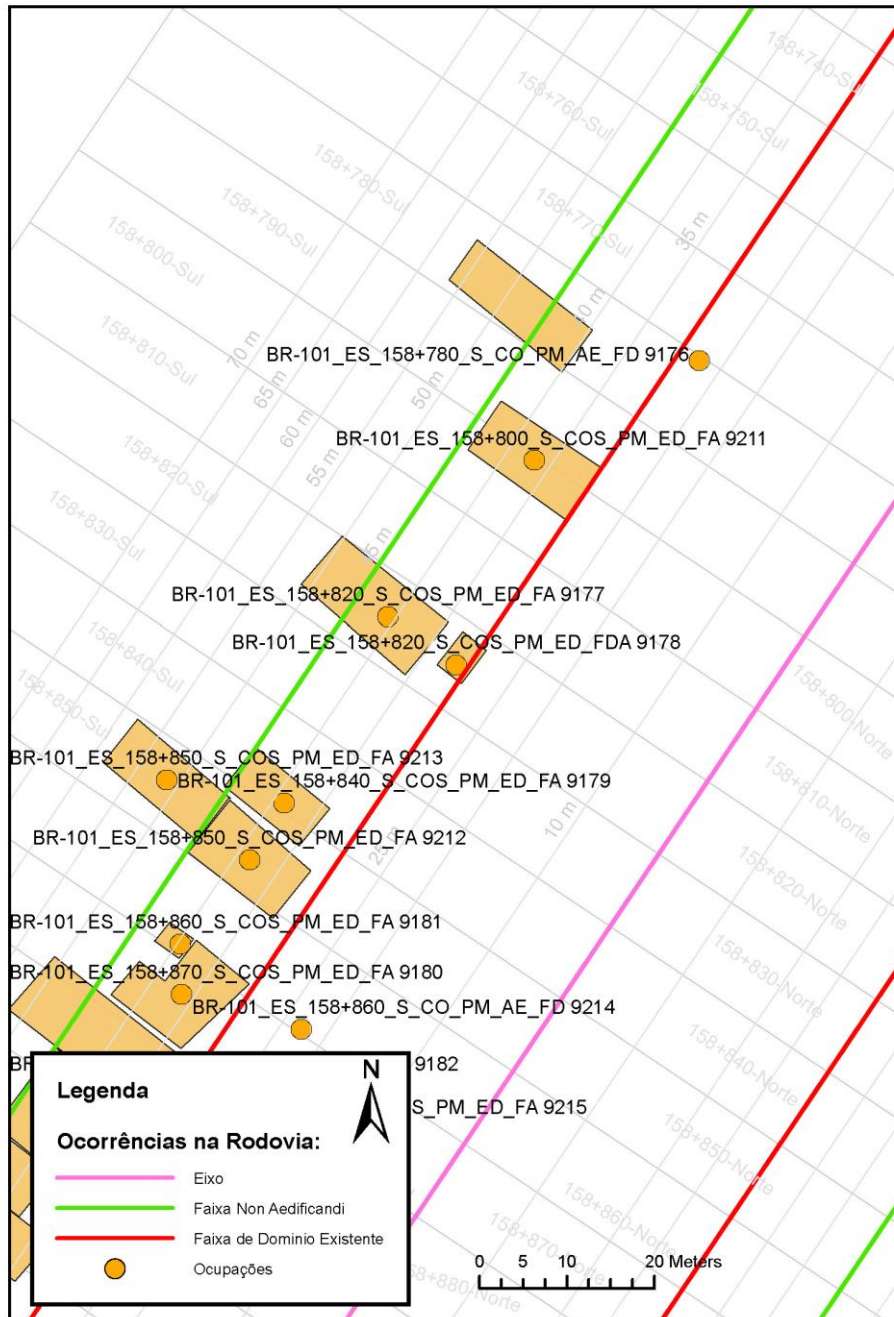 158+740-Sul
158+750-Sul
158+760-Sul
158+770-Sul
158+780-Sul
158+790-Sul
158+800-Sul
158+810-Sul
158+820-Sul
158+830-Sul
158+840-Sul
158+850-Sul
35 m
50 m
70 m
65 m
60 m
55 m
10 m
BR-101_ES_158+780_S_CO_PM_AE_FD 9176
BR-101_ES_158+800_S_COS_PM_ED_FA 9211
BR-101_ES_158+820_S_COS_PM_ED_FA 9177
BR-101_ES_158+820_S_COS_PM_ED_FDA 9178
BR-101_ES_158+850_S_COS_PM_ED_FA 9213
BR-101_ES_158+840_S_COS_PM_ED_FA 9179
BR-101_ES_158+850_S_COS_PM_ED_FA 9212
BR-101_ES_158+860_S_COS_PM_ED_FA 9181
BR-101_ES_158+870_S_COS_PM_ED_FA 9180
BR-101_ES_158+860_S_CO_PM_AE_FD 9214
9182
S_PM_ED_FA 9215
158+800-Norte
158+810-Norte
158+820-Norte
158+830-Norte
158+840-Norte
158+850-Norte
158+860-Norte
158+870-Norte
158+880-Norte
N
Legenda
Ocorrências na Rodovia:
Eixo
Faixa Non Aedificandi
Faixa de Dominio Existente
Ocupações
0 5 10 20 Meters